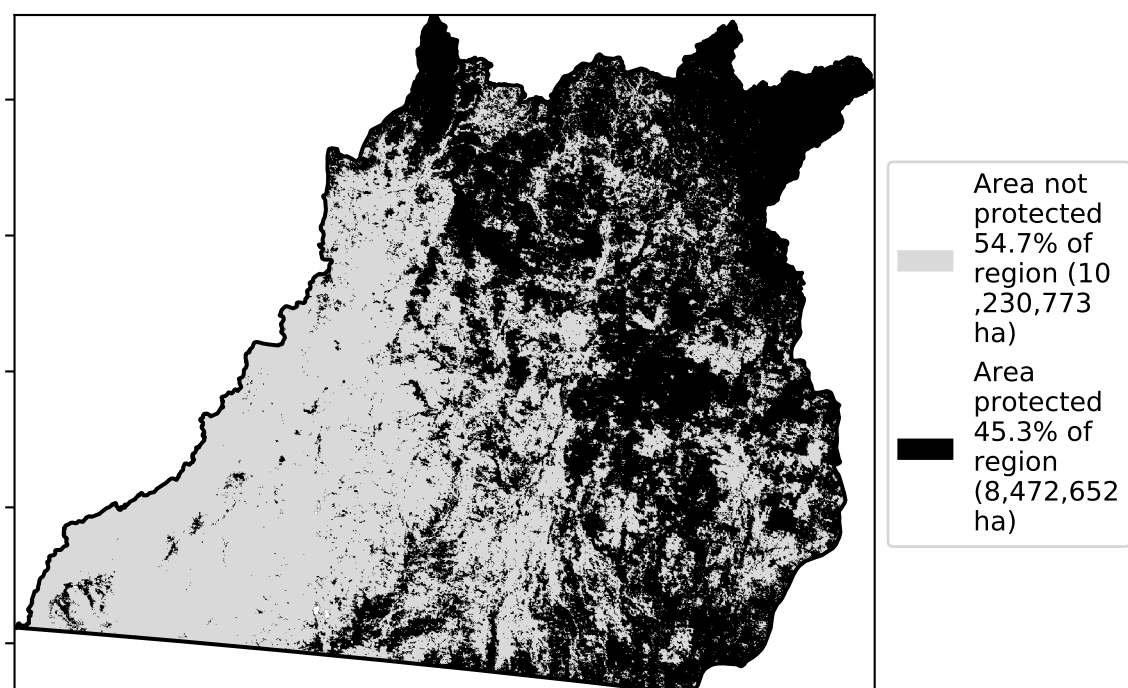 Area not
protected
54.7% of
region (10
,230,773
ha)
Area
protected
45.3% of
region
(8,472,652
ha)